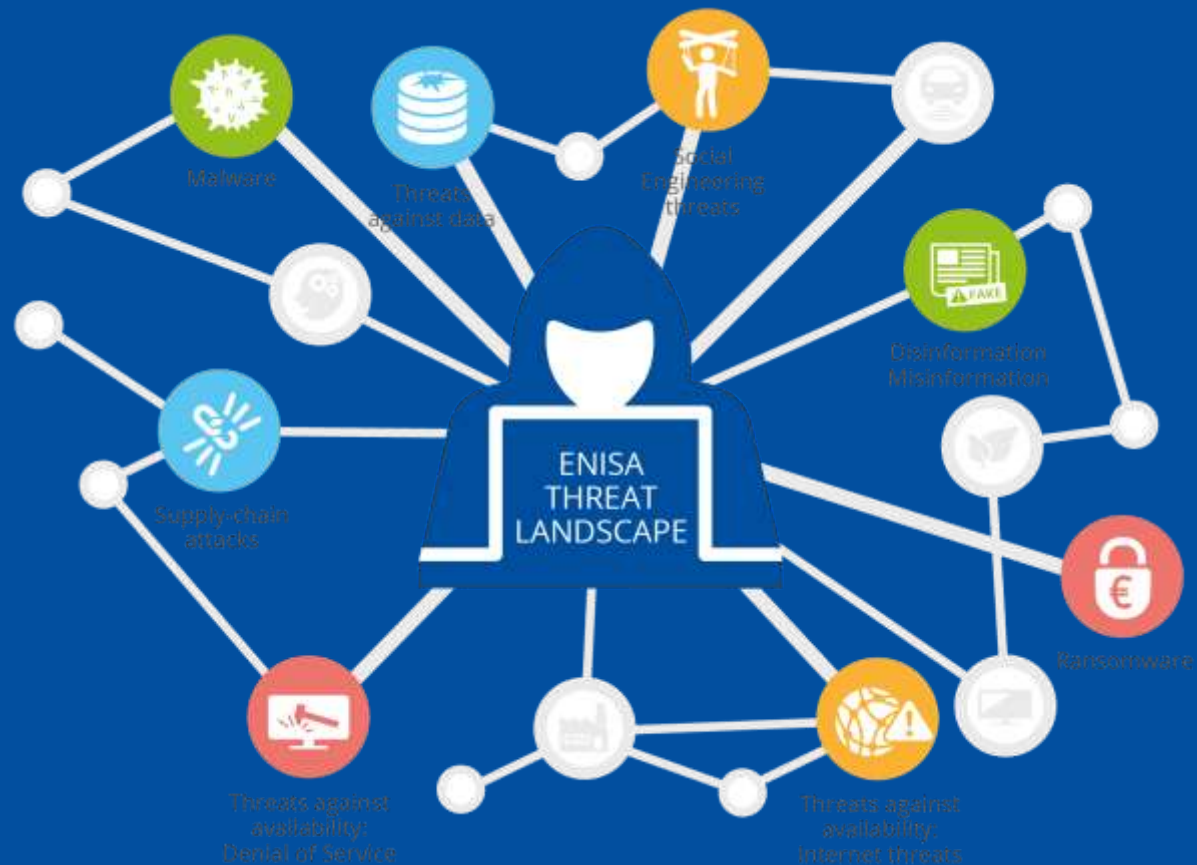 Malware
Threats
against data
Social
Engineering
threats
FAKE
Disinformation
Misinformation
ENISA
THREAT
LANDSCAPE
Supply-chain
attacks
€
Ransomware
Threats against
availability:
Denial of Service
Threats against
availability:
Internet threats